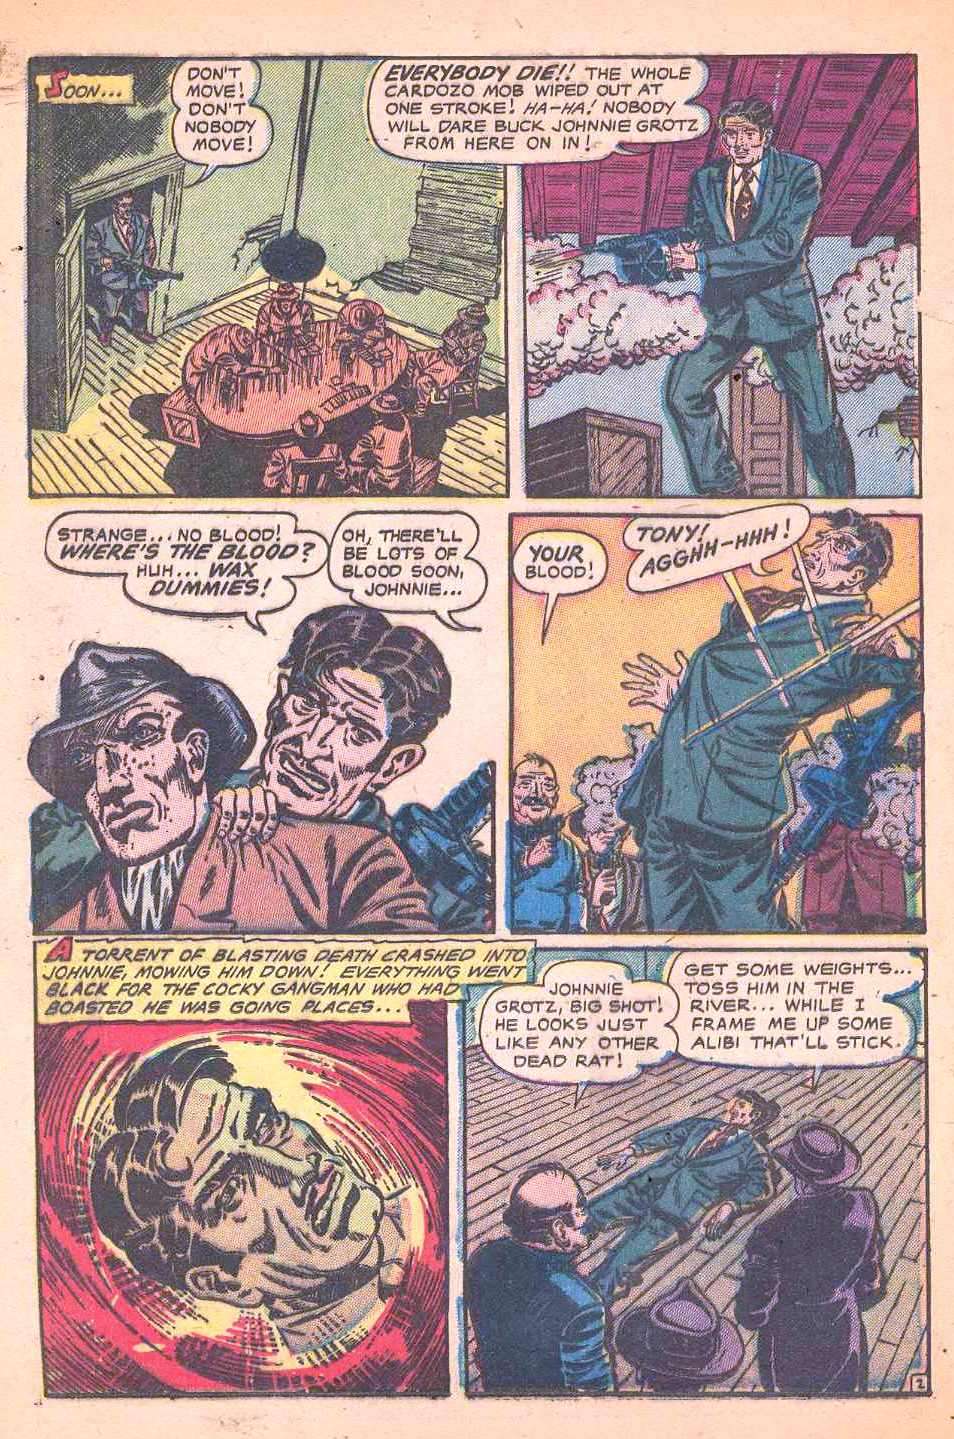 SOON...
DON'T
MOVE!
DON'T
NOBODY
MOVE!
EVERYBODY DIE!! THE WHOLE
CARDOZO MOB WIPED OUT AT
ONE STROKE! HA-HA! NOBODY
WILL DARE BUCK JOHNNIE GROTZ
FROM HERE ON IN!
STRANGE... NO BLOOD!
WHERE'S THE BLOOD?
HUH... WAX
DUMMIES!
OH, THERE'LL
BE LOTS OF
BLOOD SOON,
JOHNNIE...
YOUR
BLOOD!
TONY!
AGGHH-HHH!
A TORRENT OF BLASTING DEATH CRASHED INTO
JOHNNIE, MOWING HIM DOWN! EVERYTHING WENT
BLACK FOR THE COCKY GANGMAN WHO HAD
BOASTED HE WAS GOING PLACES...
JOHNNIE
GROTZ, BIG SHOT!
HE LOOKS JUST
LIKE ANY OTHER
DEAD RAT!
GET SOME WEIGHTS...
TOSS HIM IN THE
RIVER... WHILE I
FRAME ME UP SOME
ALIBI THAT'LL STICK.
2